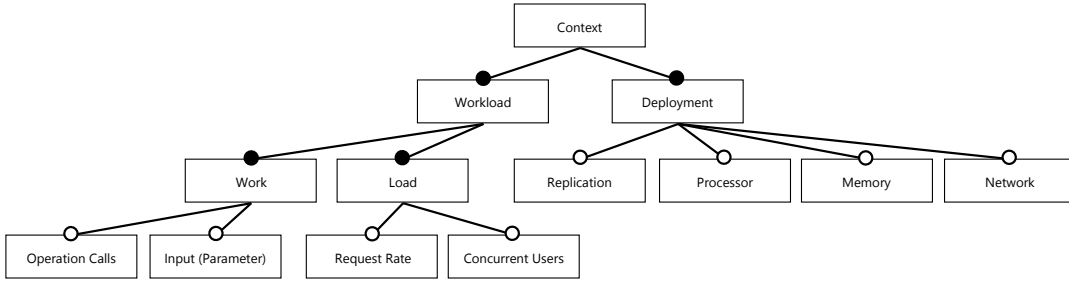 Context
Workload
Deployment
Work
Load
Replication
Processor
Memory
Network
Operation Calls
Input (Parameter)
Request Rate
Concurrent Users